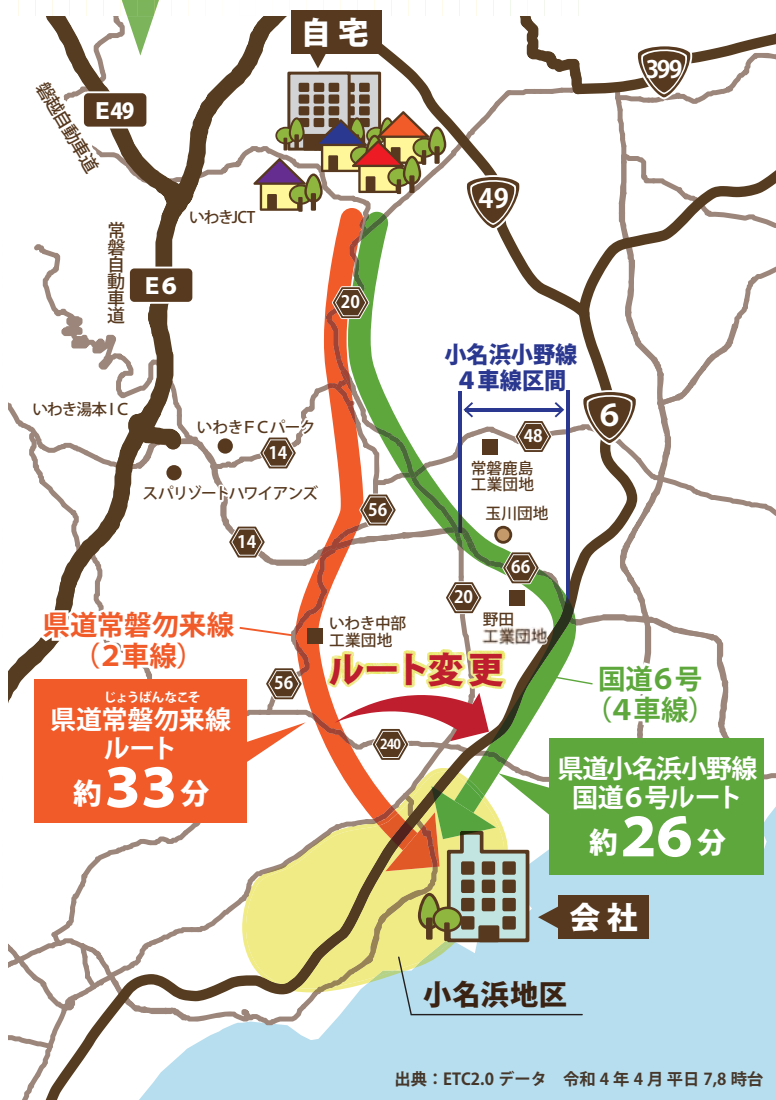 自宅
399
E49
磐越自動車道
49
いわきJCT
常磐自動車道
E6
20
小名浜小野線
4車線区間
6
いわき湯本IC
いわきFCパーク
14
48
スパリゾートハワイアンズ
常磐鹿島
工業団地
56
玉川団地
14
66
20
県道常磐勿来線
(2車線)
いわき中部
工業団地
野田
工業団地
ルート変更
国道6号
(4車線)
56
じょうばんなこそ
県道常磐勿来線
ルート
約33分
240
県道小名浜小野線
国道6号ルート
約26分
会社
小名浜地区
出典:ETC2.0データ 令和4年4月平日7,8時台